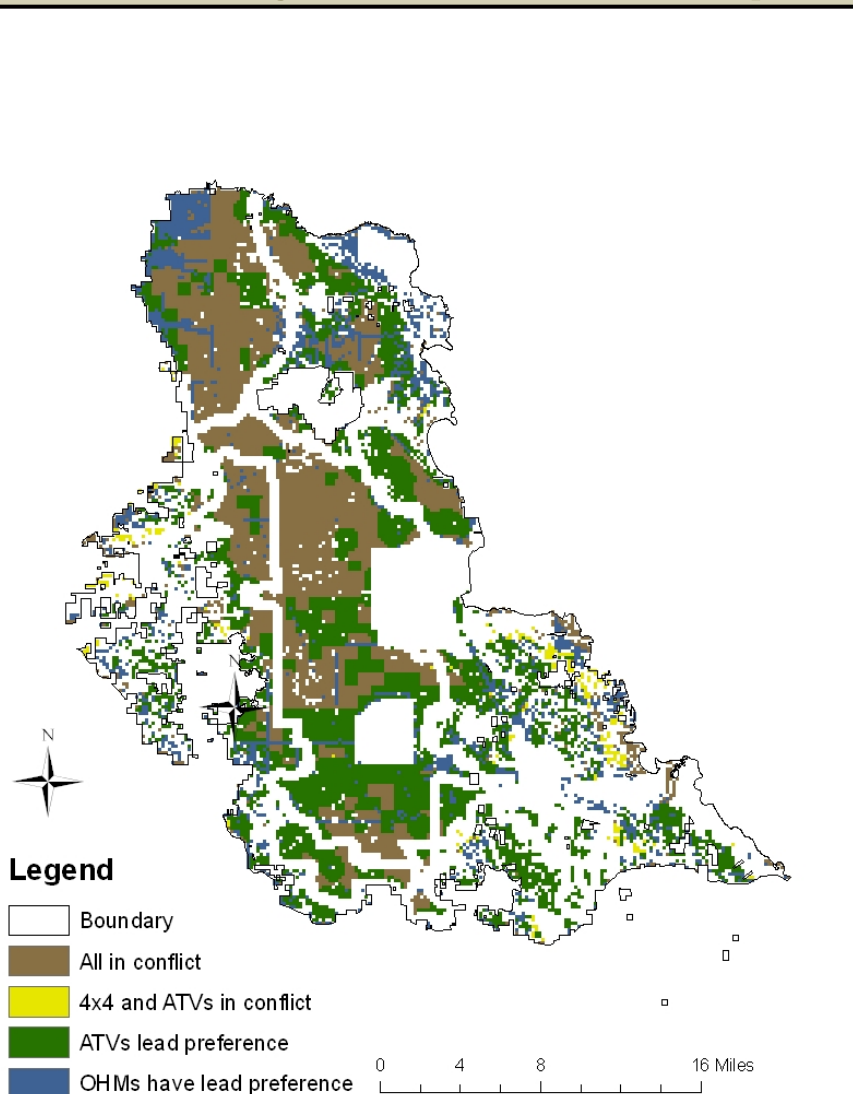 N
N
Legend
Boundary
All in conflict
4x4 and ATVs in conflict
ATVs lead preference
OHMs have lead preference
0 4 8 16 Miles